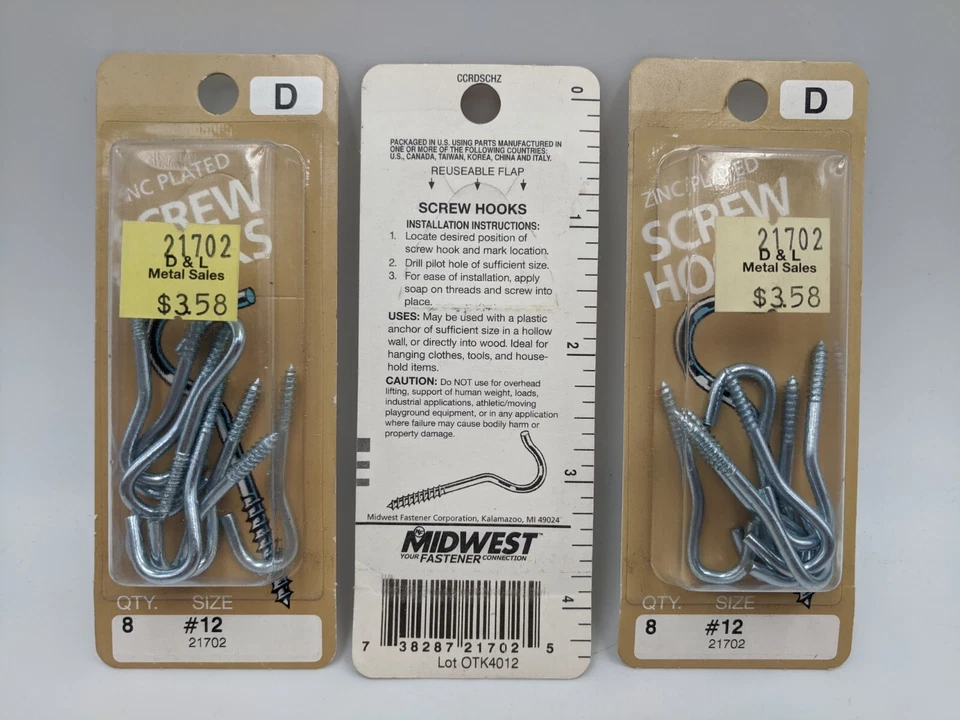 D
NC PLATED
CREW
KS
21702
D & L
Metal Sales
$3.58
QTY. SIZE
8 #12
21702
CCRDSCHZ
0
PACKAGED IN U.S. USING PARTS MANUFACTURED IN
ONE OR MORE OF THE FOLLOWING COUNTRIES:
U.S., CANADA, TAIWAN, KOREA, CHINA AND ITALY.
REUSEABLE FLAP
SCREW HOOKS
1
INSTALLATION INSTRUCTIONS:
1. Locate desired position of
screw hook and mark location.
2. Drill pilot hole of sufficient size.
3. For ease of installation, apply
soap on threads and screw into
place.
USES: May be used with a plastic
anchor of sufficient size in a hollow
wall, or directly into wood. Ideal for
hanging clothes, tools, and house-
hold items.
2
CAUTION: Do NOT use for overhead
lifting, support of human weight, loads,
industrial applications, athletic/moving
playground equipment, or in any application
where failure may cause bodily harm or
property damage.
3
Midwest Fastener Corporation, Kalamazoo, MI 49024
MIDWEST™
YOUR FASTENER CONNECTION
4
7 38287 21702 5
Lot OTK4012
D
ZINC PLATED
SCREW
HO
21702
D & L
Metal Sales
$3.58
QTY. SIZE
8 #12
21702